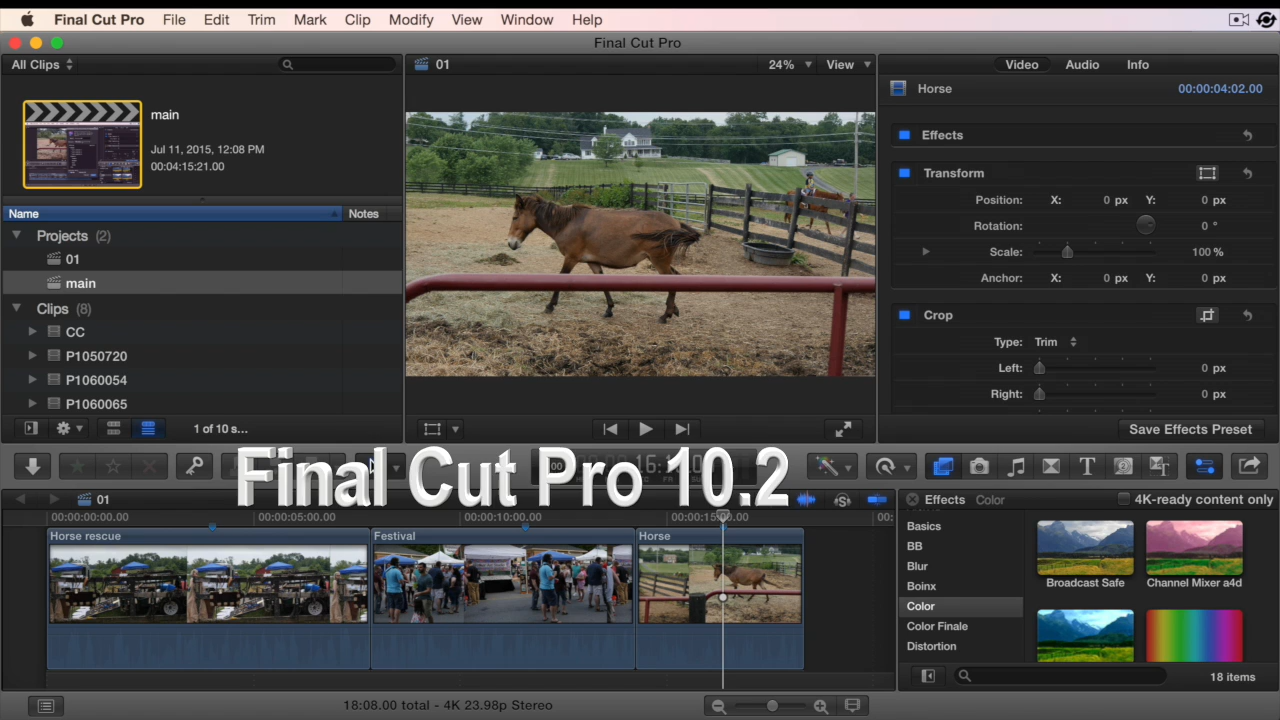 Final Cut Pro File Edit Trim Mark Clip Modify View Window Help
Final Cut Pro
All Clips
01 24% View
Video Audio Info
main
Jul 11, 2015, 12:08 PM
00:04:15:21.00
Name Notes
Projects (2)
01
main
Clips (8)
CC
P1050720
P1060054
P1060065
1 of 10 s...
Horse 00:00:04:02.00
Effects
Transform
Position: X: 0 px Y: 0 px
Rotation: 0 °
Scale: 100 %
Anchor: X: 0 px Y: 0 px
Crop
Type: Trim
Left: 0 px
Right: 0 px
Save Effects Preset
Final Cut Pro 10.2
01
00:00:00:00.00 00:00:05:00.00 00:00:10:00.00 00:00:15:00.00 00:
Horse rescue Festival Horse
Effects Color 4K-ready content only
Basics
BB
Blur
Boinx
Color
Color Finale
Distortion
Broadcast Safe Channel Mixer a4d
18 items
18:08.00 total - 4K 23.98p Stereo